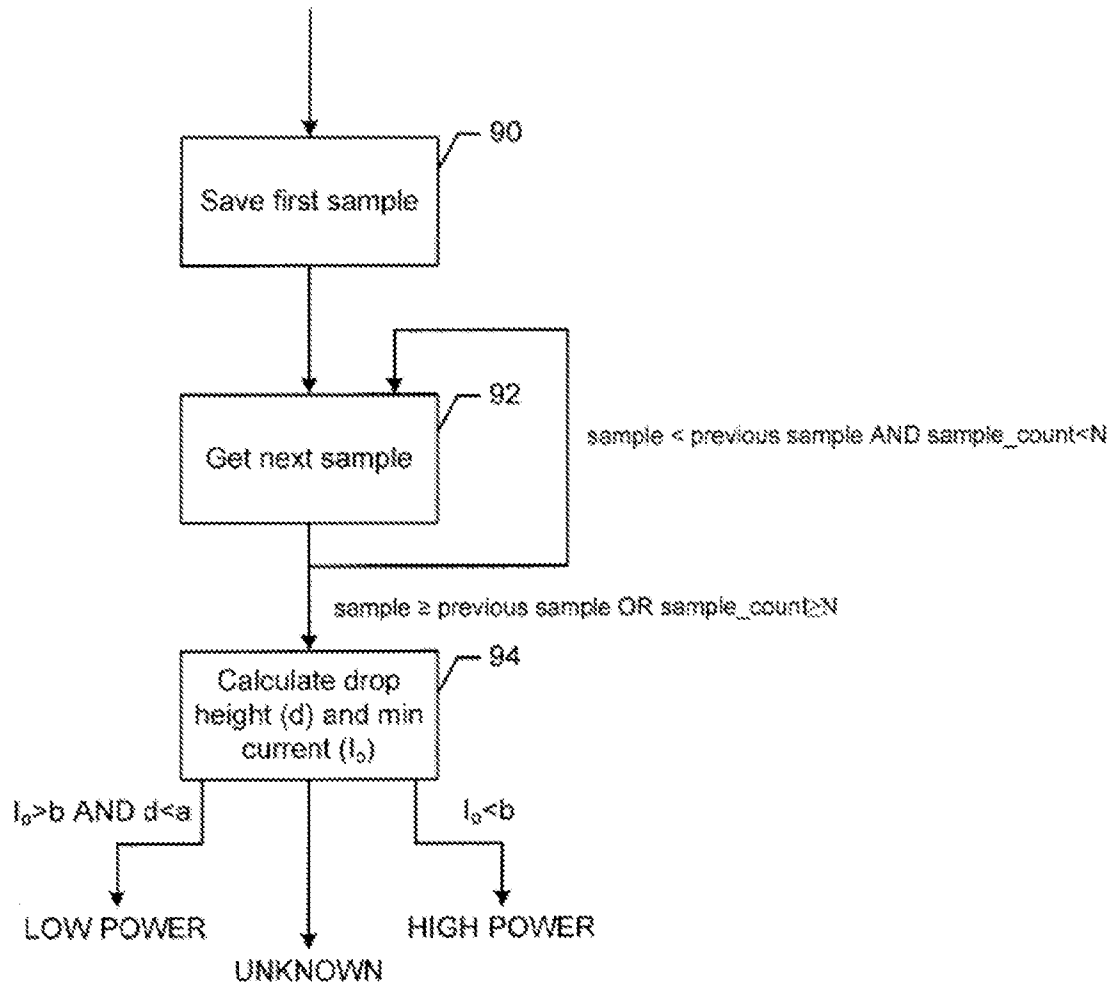 90
Save first sample
92
Get next sample
sample < previous sample AND sample_count<N
sample ≥ previous sample OR sample_count≥N
94
Calculate drop
height (d) and min
current (I₀)
I₀>b AND d<a
I₀<b
LOW POWER
HIGH POWER
UNKNOWN